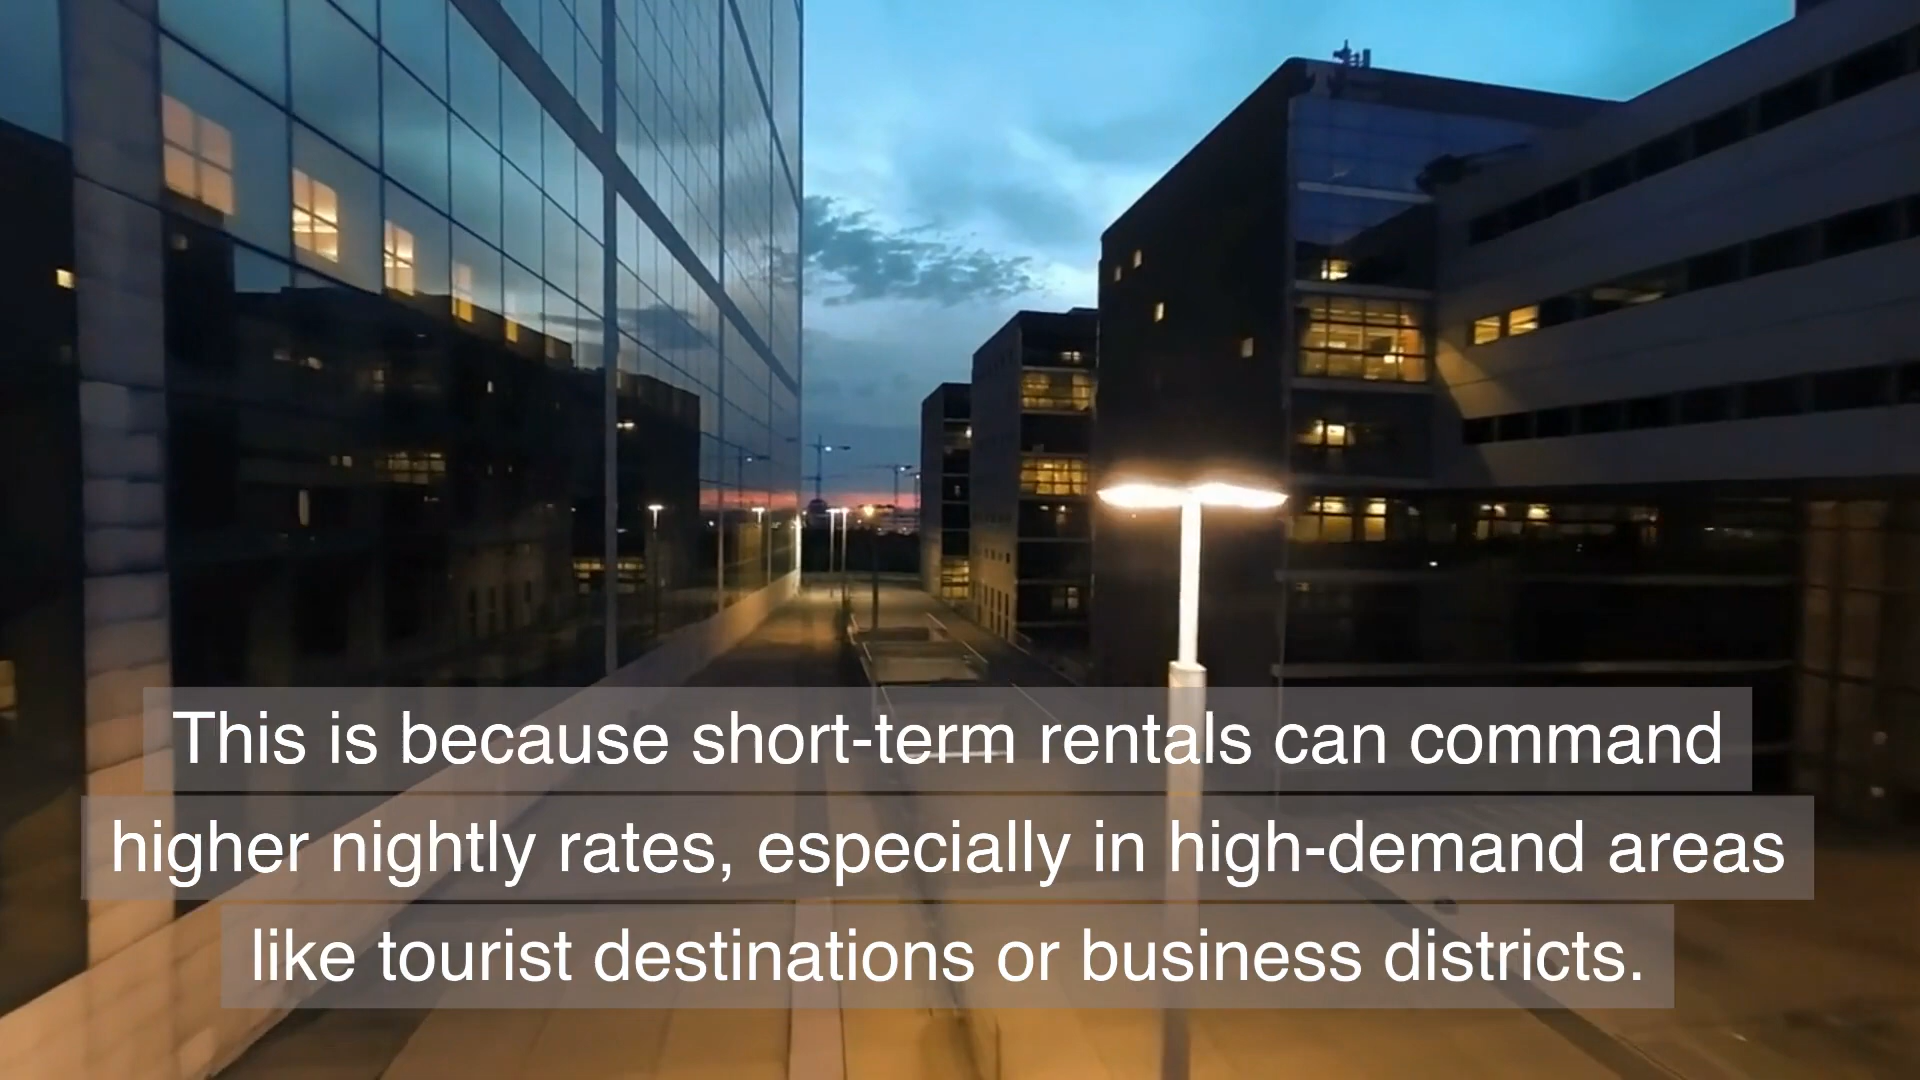 This is because short-term rentals can command
higher nightly rates, especially in high-demand areas
like tourist destinations or business districts.